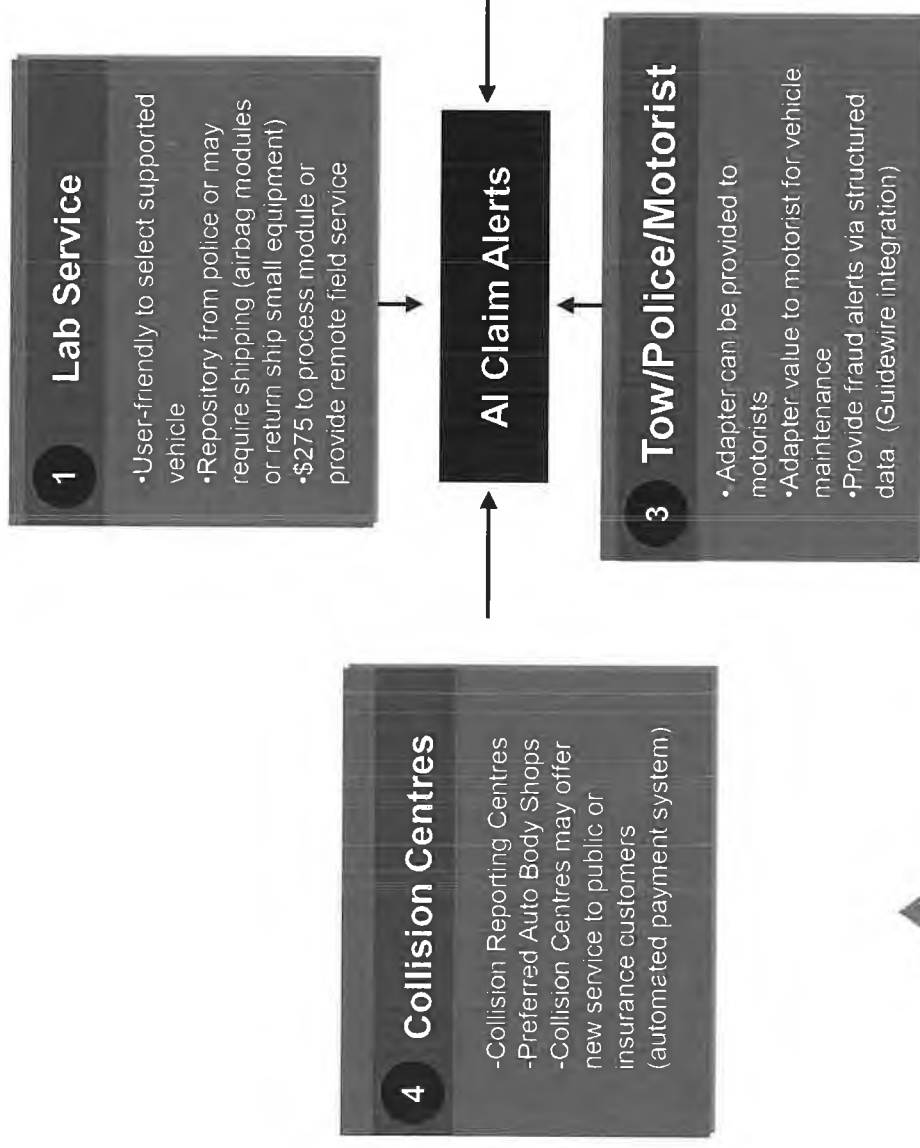 1
Lab Service
•User-friendly to select supported
vehicle
•Repository from police or may
require shipping (airbag modules
or return ship small equipment)
•$275 to process module or
provide remote field service
AI Claim Alerts
3
Tow/Police/Motorist
• Adapter can be provided to
motorists
•Adapter value to motorist for vehicle
maintenance
•Provide fraud alerts via structured
data (Guidewire integration)
4
Collision Centres
-Collision Reporting Centres
-Preferred Auto Body Shops
-Collision Centres may offer
new service to public or
insurance customers
(automated payment system)